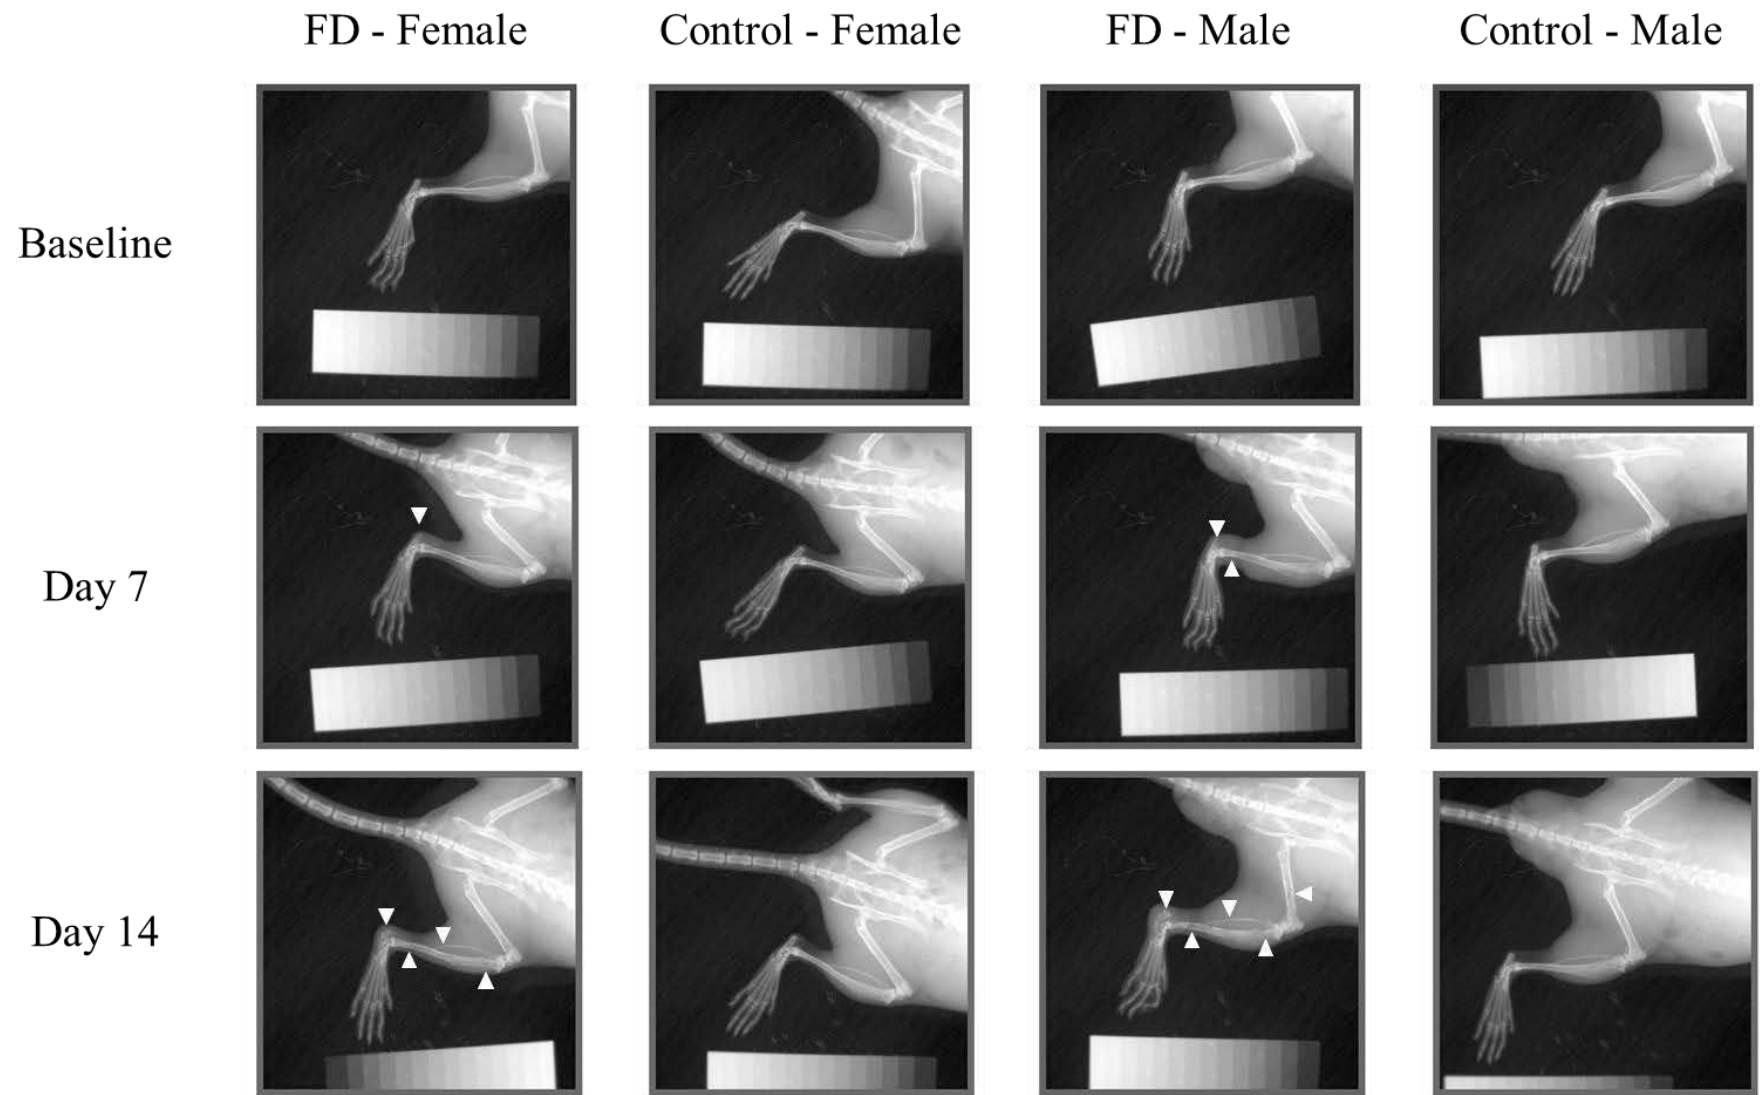 FD - Female Control - Female FD - Male Control - Male
Baseline
Day 7
Day 14